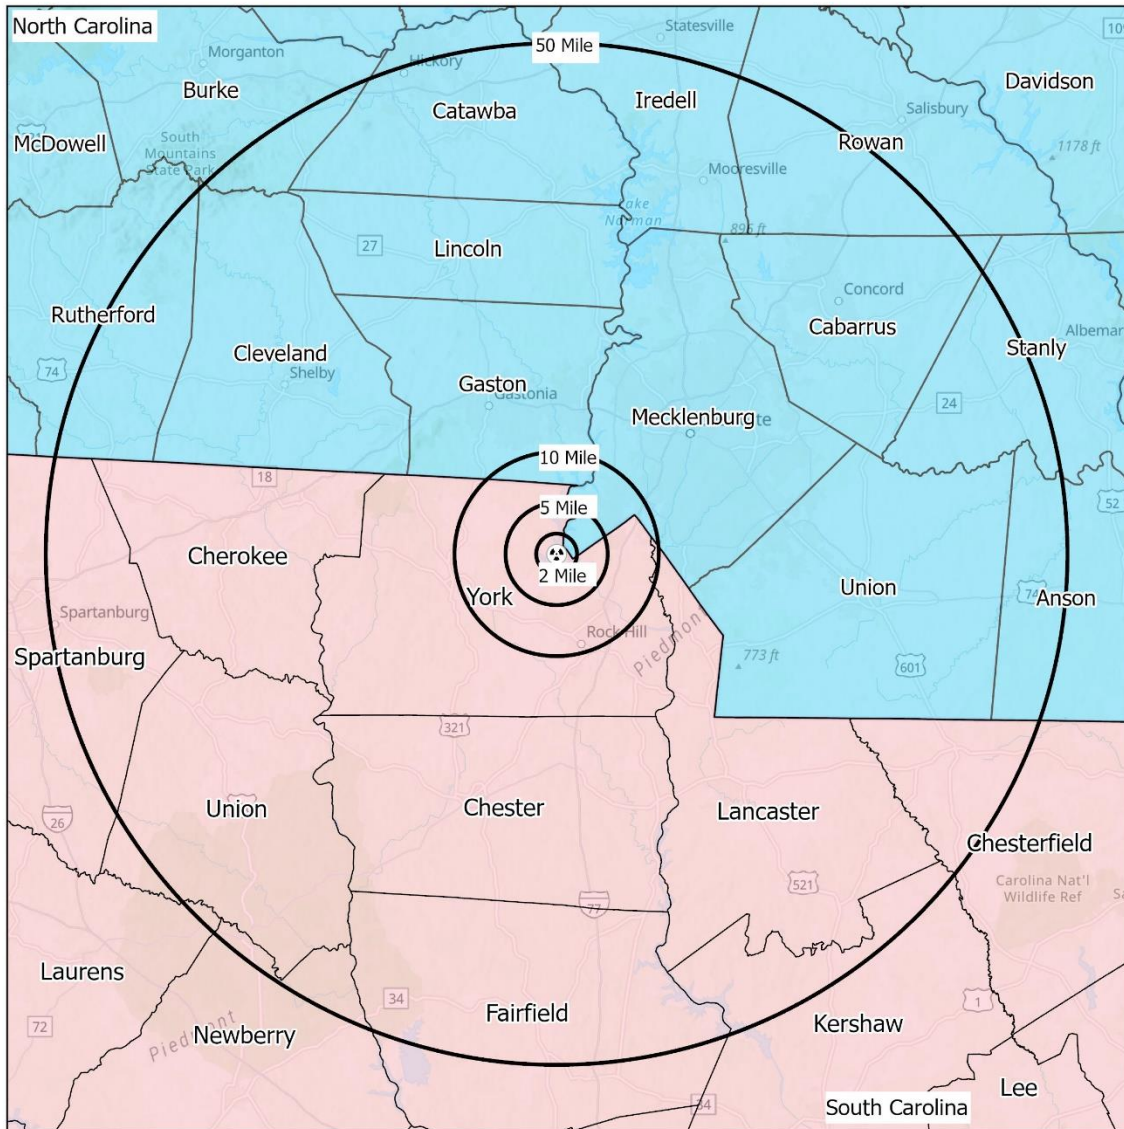 North Carolina
50 Mile
Statesville
Morganton
Hickory
Davidson
Burke
Iredell
Catawba
Salisbury
McDowell
South
Mountains
State Park
Rowan
1178 ft
Mooresville
Lake
Norman
896 ft
27
Lincoln
Concord
Rutherford
Cabarrus
Albemar
Cleveland
Stanly
74
Shelby
Gaston
Gastonia
24
Mecklenburg
10 Mile
18
52
5 Mile
Cherokee
2 Mile
Union
74
York
Anson
Spartanburg
Rock Hill
Piedmont
Spartanburg
773 ft
601
321
Union
Chester
Lancaster
26
Chesterfield
521
Carolina Nat'l
Wildlife Ref
77
Laurens
34
1
Fairfield
72
Piedmont
Newberry
Kershaw
Lee
34
South Carolina